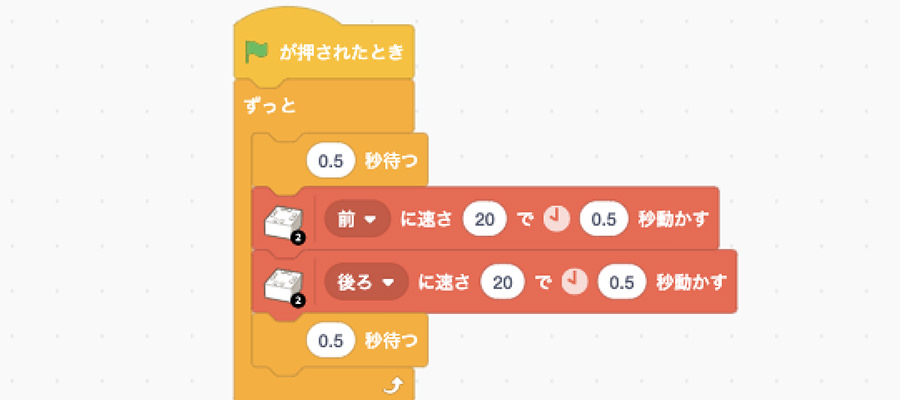 が押されたとき
ずっと
0.5 秒待つ
2 前 に速さ 20 で 0.5 秒動かす
2 後ろ に速さ 20 で 0.5 秒動かす
0.5 秒待つ